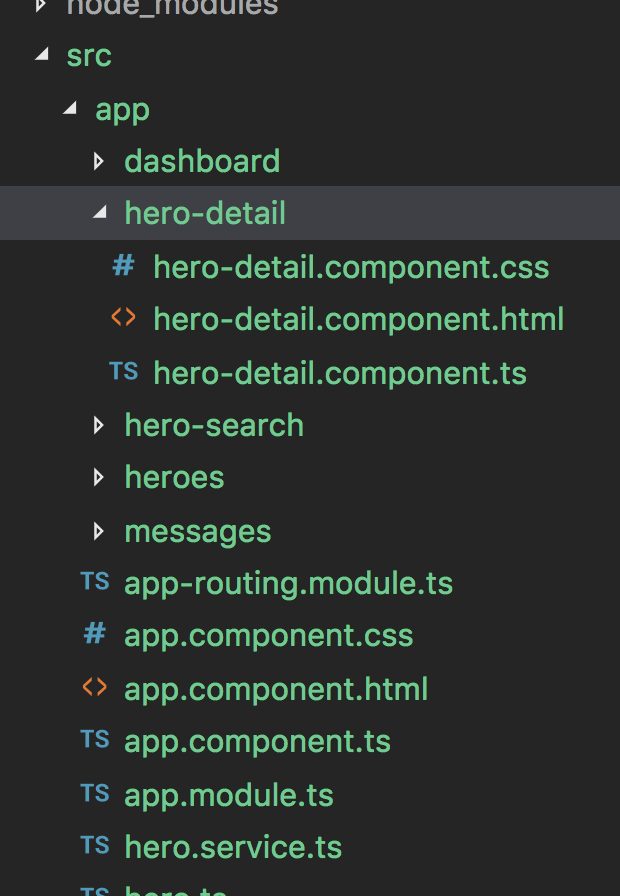 node_modules
src
app
dashboard
hero-detail
# hero-detail.component.css
<> hero-detail.component.html
TS hero-detail.component.ts
hero-search
heroes
messages
TS app-routing.module.ts
# app.component.css
<> app.component.html
TS app.component.ts
TS app.module.ts
TS hero.service.ts
TS hero.ts